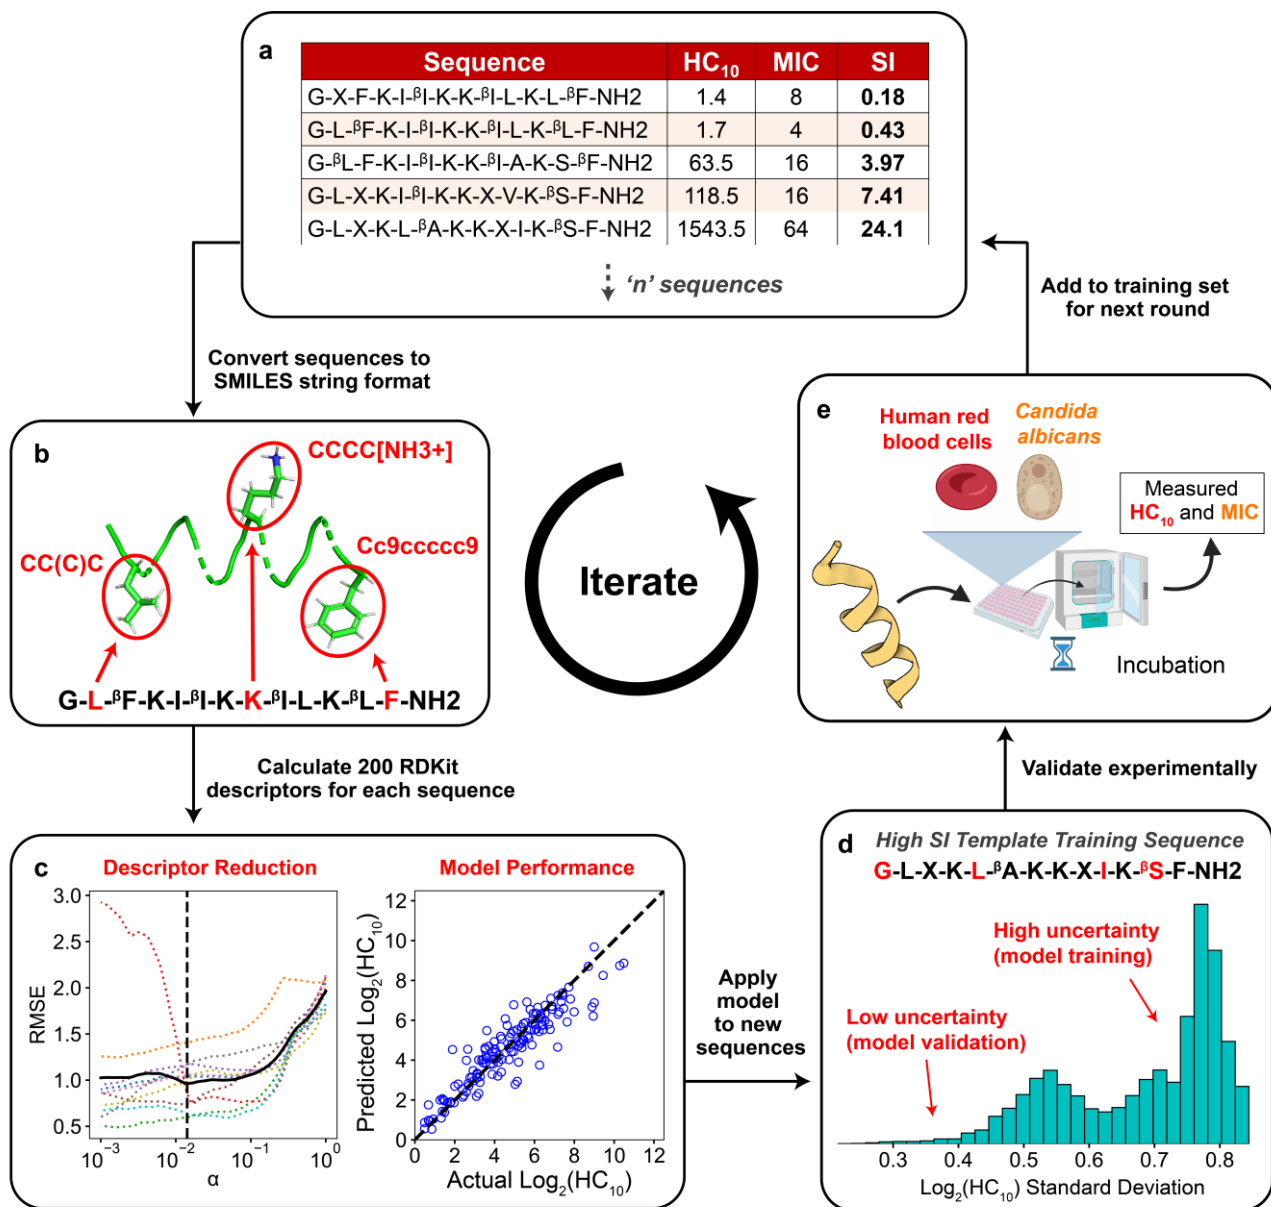 a
Sequence HC₁₀ MIC SI
G-X-F-K-I-ᵝI-K-K-ᵝI-L-K-L-ᵝF-NH2 1.4 8 0.18
G-L-ᵝF-K-I-ᵝI-K-K-ᵝI-L-K-ᵝL-F-NH2 1.7 4 0.43
G-ᵝL-F-K-I-ᵝI-K-K-ᵝI-A-K-S-ᵝF-NH2 63.5 16 3.97
G-L-X-K-I-ᵝI-K-K-X-V-K-ᵝS-F-NH2 118.5 16 7.41
G-L-X-K-L-ᵝA-K-K-X-I-K-ᵝS-F-NH2 1543.5 64 24.1
'n' sequences
Convert sequences to
SMILES string format
Add to training set
for next round
b
CCCC[NH3+]
CC(C)C
Cc9ccccc9
G-L-ᵝF-K-I-ᵝI-K-K-ᵝI-L-K-ᵝL-F-NH2
Iterate
e
Human red
blood cells
Candida
albicans
Measured
HC₁₀ and MIC
Incubation
Calculate 200 RDKit
descriptors for each sequence
Validate experimentally
c
Descriptor Reduction
3.0
2.5
2.0
1.5
1.0
0.5
RMSE
10⁻³ 10⁻² 10⁻¹ 10⁰
α
Model Performance
12
10
8
6
4
2
0
Predicted Log₂(HC₁₀)
0 2 4 6 8 10 12
Actual Log₂(HC₁₀)
Apply
model
to new
sequences
d
High SI Template Training Sequence
G-L-X-K-L-ᵝA-K-K-X-I-K-ᵝS-F-NH2
High uncertainty
(model training)
Low uncertainty
(model validation)
0.3 0.4 0.5 0.6 0.7 0.8
Log₂(HC₁₀) Standard Deviation